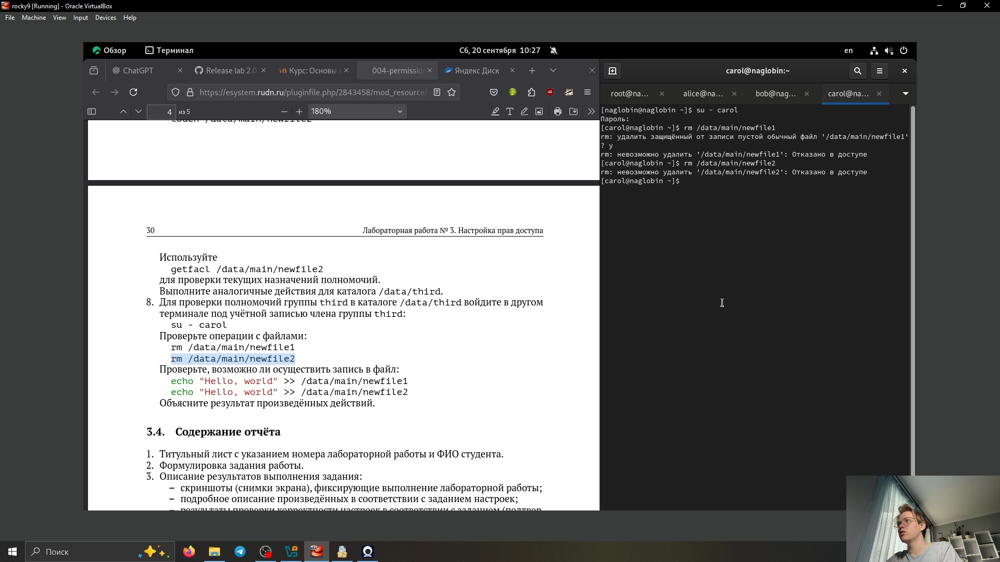 rocky9 [Running] - Oracle VirtualBox
File Machine View Input Devices Help
Обзор Терминал Сб, 20 сентября 10:27 en
ChatGPT Release lab 2.0. Курс: Основы а 004-permissio Яндекс Диск
carol@naglobin:~
https://esystem.rudn.ru/pluginfile.php/2843458/mod_resource/
root@na... alice@na... bob@nag... carol@na...
4 из 5 180%
touch /data/main/newfile2
30 Лабораторная работа № 3. Настройка прав доступа
Используйте
getfacl /data/main/newfile2
для проверки текущих назначений полномочий.
Выполните аналогичные действия для каталога /data/third.
8. Для проверки полномочий группы third в каталоге /data/third войдите в другом
терминале под учётной записью члена группы third:
su - carol
Проверьте операции с файлами:
rm /data/main/newfile1
rm /data/main/newfile2
Проверьте, возможно ли осуществить запись в файл:
echo "Hello, world" >> /data/main/newfile1
echo "Hello, world" >> /data/main/newfile2
Объясните результат произведённых действий.
3.4. Содержание отчёта
1. Титульный лист с указанием номера лабораторной работы и ФИО студента.
2. Формулировка задания работы.
3. Описание результатов выполнения задания:
– скриншоты (снимки экрана), фиксирующие выполнение лабораторной работы;
– подробное описание произведённых в соответствии с заданием настроек;
– результаты проверки корректности настроек в соответствии с заданием (подтвер-
[naglobin@naglobin ~]$ su - carol
Пароль:
[carol@naglobin ~]$ rm /data/main/newfile1
rm: удалить защищённый от записи пустой обычный файл '/data/main/newfile1'
? y
rm: невозможно удалить '/data/main/newfile1': Отказано в доступе
[carol@naglobin ~]$ rm /data/main/newfile2
rm: невозможно удалить '/data/main/newfile2': Отказано в доступе
[carol@naglobin ~]$
Поиск